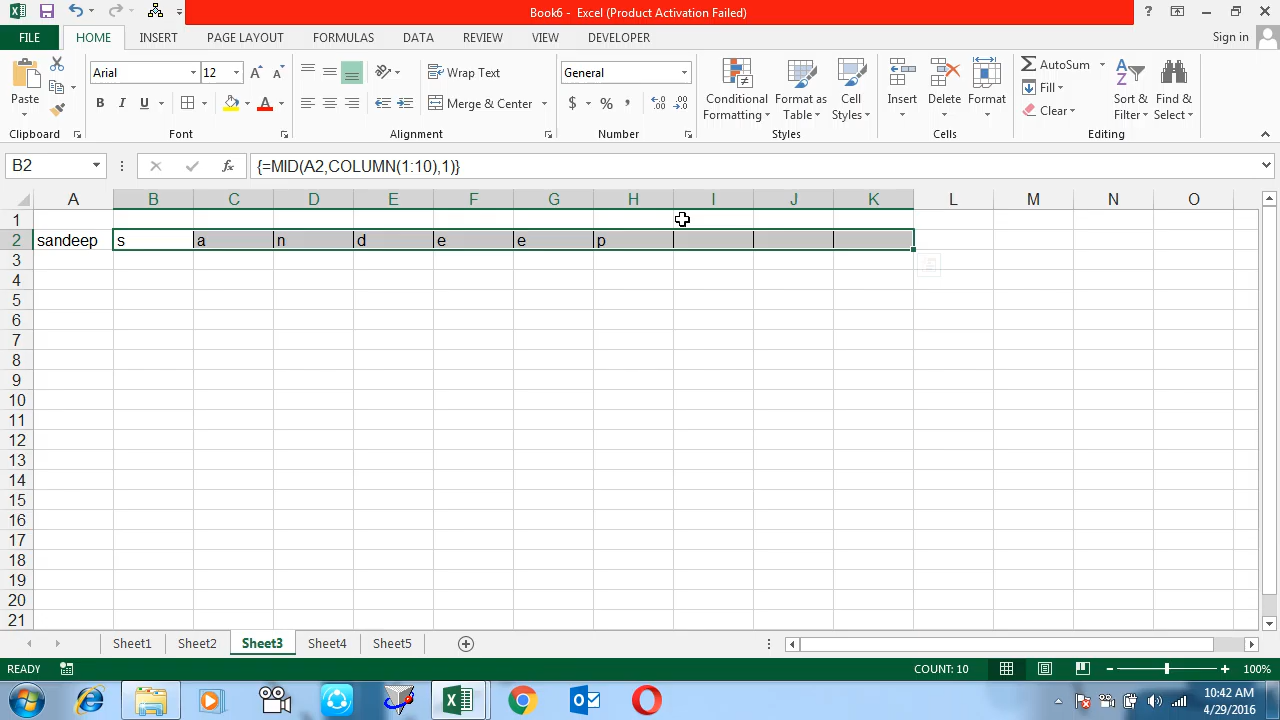 Book6 - Excel (Product Activation Failed)
FILE HOME INSERT PAGE LAYOUT FORMULAS DATA REVIEW VIEW DEVELOPER Sign in
Arial 12 Wrap Text General AutoSum
Paste Conditional Formatting Format as Table Cell Styles Insert Delete Format Fill Sort & Filter Find & Select
B I U A Merge & Center $ % , Clear
Clipboard Font Alignment Number Styles Cells Editing
B2 {=MID(A2,COLUMN(1:10),1)}
A B C D E F G H I J K L M N O
1
2 sandeep s a n d e e p
3
4
5
6
7
8
9
10
11
12
13
14
15
16
17
18
19
20
21
Sheet1 Sheet2 Sheet3 Sheet4 Sheet5
READY COUNT: 10 100%
10:42 AM
4/29/2016